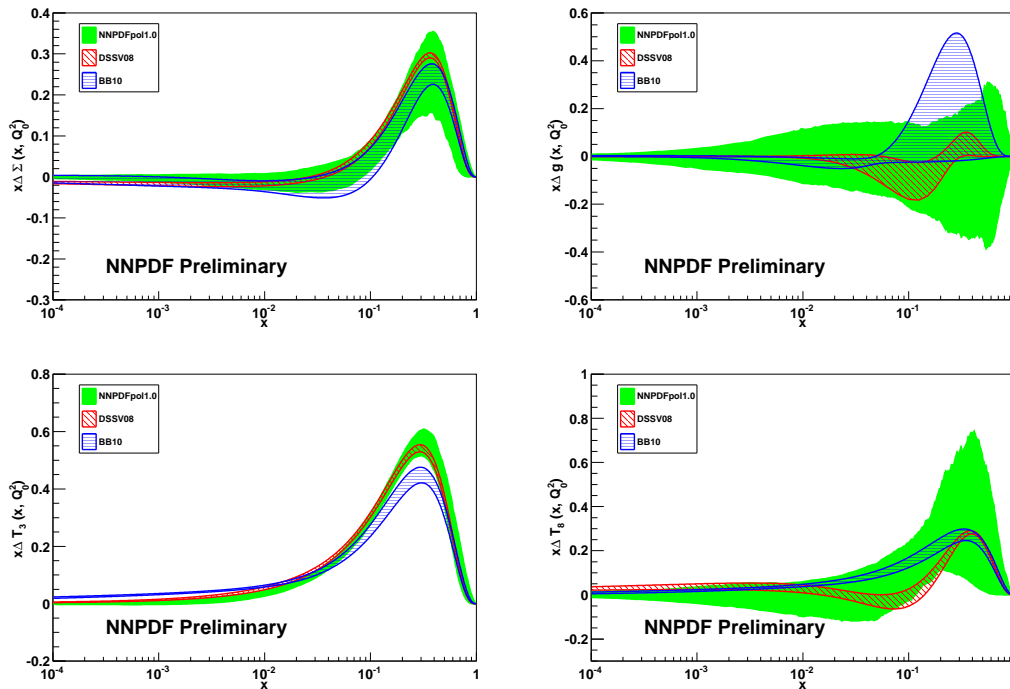 0.4
0.3
0.2
0.1
0
-0.1
-0.2
-0.3
x Δ Σ (x, Q₀²)
NNPDFpol1.0
DSSV08
BB10
NNPDF Preliminary
10⁻⁴ 10⁻³ 10⁻² 10⁻¹ 1
x
0.6
0.4
0.2
0
-0.2
-0.4
-0.6
x Δ g (x, Q₀²)
NNPDFpol1.0
DSSV08
BB10
NNPDF Preliminary
10⁻⁴ 10⁻³ 10⁻² 10⁻¹
x
0.8
0.6
0.4
0.2
0
-0.2
x Δ T₃ (x, Q₀²)
NNPDFpol1.0
DSSV08
BB10
NNPDF Preliminary
10⁻⁴ 10⁻³ 10⁻² 10⁻¹ 1
x
1
0.8
0.6
0.4
0.2
0
-0.2
x Δ T₈ (x, Q₀²)
NNPDFpol1.0
DSSV08
BB10
NNPDF Preliminary
10⁻⁴ 10⁻³ 10⁻² 10⁻¹
x